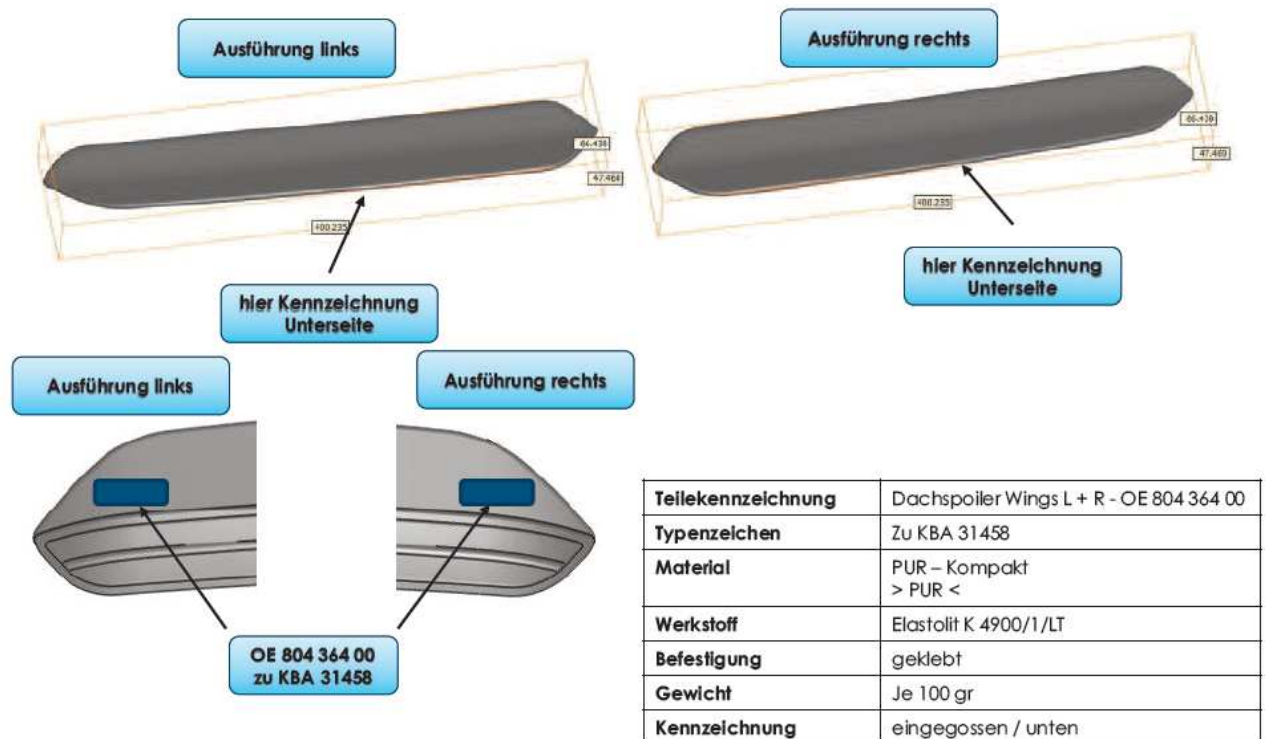 Ausführung links
Ausführung rechts
86.438
47.468
400.235
86.438
47.469
400.235
hier Kennzeichnung
Unterseite
hier Kennzeichnung
Unterseite
Ausführung links
Ausführung rechts
OE 804 364 00
zu KBA 31458
Teilekennzeichnung Dachspoiler Wings L + R - OE 804 364 00
Typenzeichen Zu KBA 31458
Material PUR – Kompakt
> PUR <
Werkstoff Elastolit K 4900/1/LT
Befestigung geklebt
Gewicht Je 100 gr
Kennzeichnung eingegossen / unten